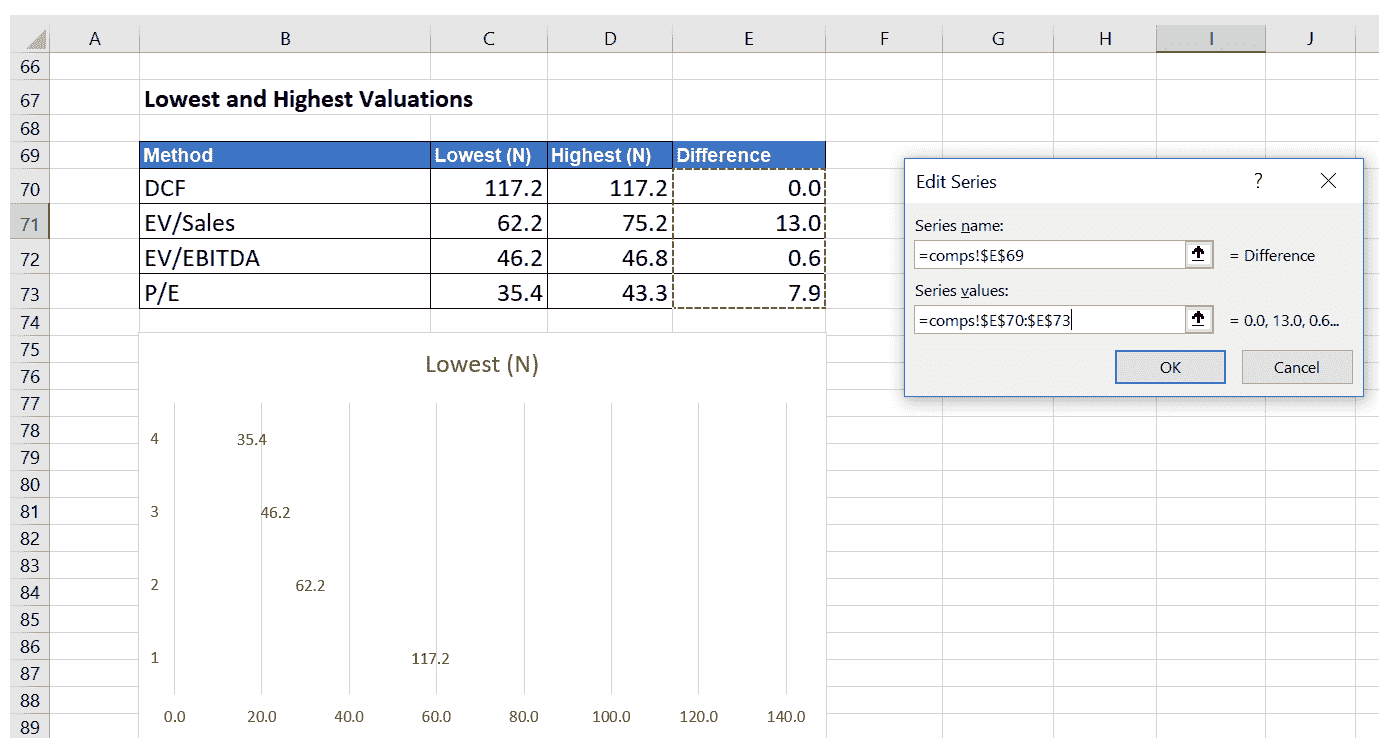 A B C D E F G H I J
66
67 Lowest and Highest Valuations
68
69 Method Lowest (N) Highest (N) Difference
70 DCF 117.2 117.2 0.0
71 EV/Sales 62.2 75.2 13.0
72 EV/EBITDA 46.2 46.8 0.6
73 P/E 35.4 43.3 7.9
74
75
76
77
78
79
80
81
82
83
84
85
86
87
88
89
Lowest (N)
4 35.4
3 46.2
2 62.2
1 117.2
0.0 20.0 40.0 60.0 80.0 100.0 120.0 140.0
Edit Series ?
Series name:
=comps!$E$69 = Difference
Series values:
=comps!$E$70:$E$73 = 0.0, 13.0, 0.6...
OK Cancel